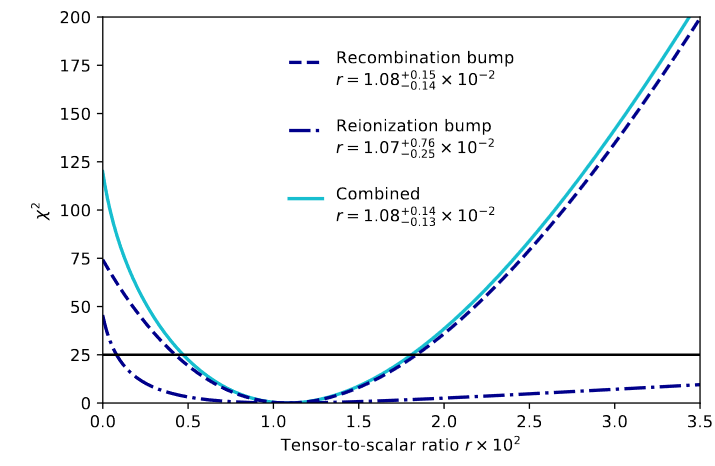 200
175
150
125
100
75
50
25
0
χ²
Recombination bump
r = 1.08⁺⁰·¹⁵₋₀.₁₄ × 10⁻²
Reionization bump
r = 1.07⁺⁰·⁷⁶₋₀.₂₅ × 10⁻²
Combined
r = 1.08⁺⁰·¹⁴₋₀.₁₃ × 10⁻²
0.0 0.5 1.0 1.5 2.0 2.5 3.0 3.5
Tensor-to-scalar ratio r × 10²